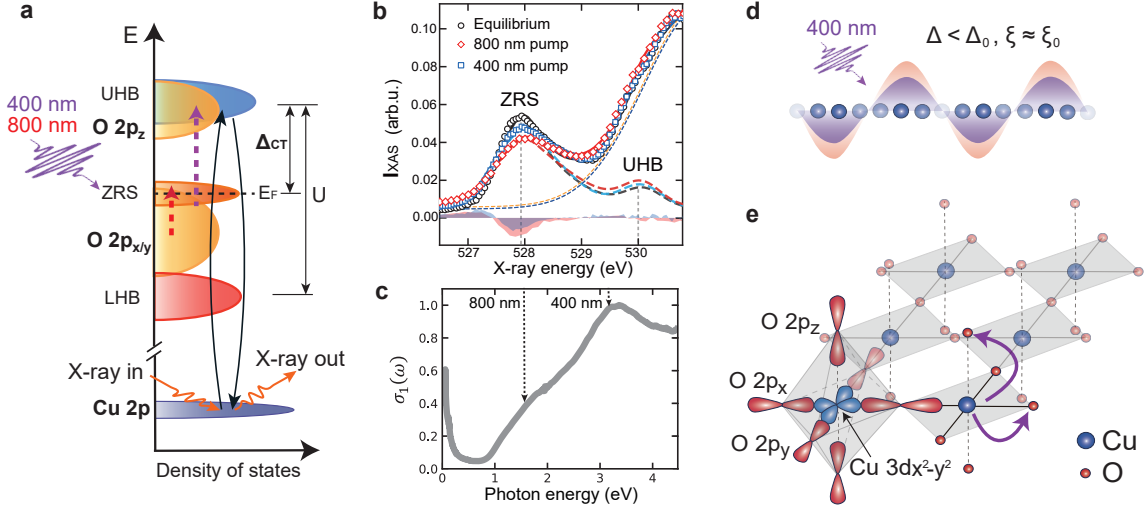 a
E
UHB
O 2pz
400 nm
800 nm
ΔCT
ZRS
EF
U
O 2px/y
LHB
X-ray in
X-ray out
Cu 2p
Density of states
b
IXAS (arb.u.)
0.10
0.08
0.06
0.04
0.02
0.00
Equilibrium
800 nm pump
400 nm pump
ZRS
UHB
527
528
529
530
X-ray energy (eV)
c
σ1(ω)
1.0
0.8
0.6
0.4
0.2
0.0
800 nm
400 nm
0
1
2
3
4
Photon energy (eV)
d
400 nm
Δ < Δ0, ξ ≈ ξ0
e
O 2pz
O 2px
O 2py
Cu 3dx²-y²
Cu
O